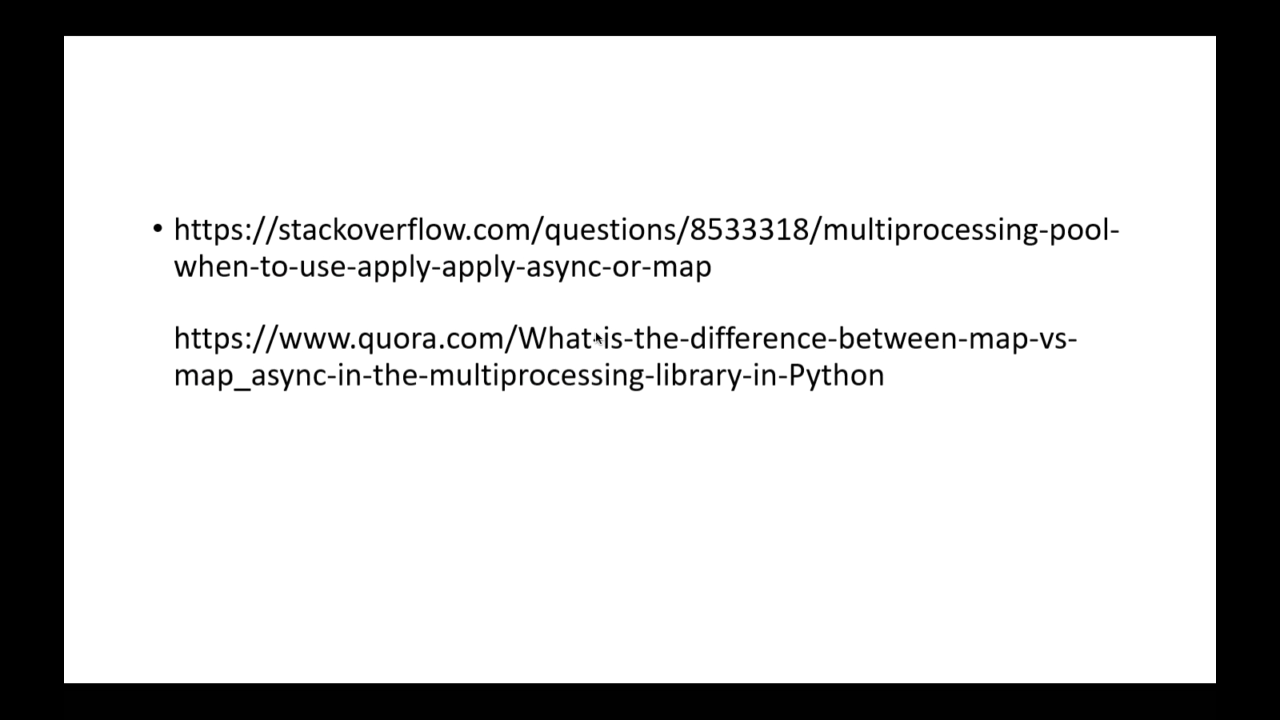 • https://stackoverflow.com/questions/8533318/multiprocessing-pool-
when-to-use-apply-apply-async-or-map
https://www.quora.com/What-is-the-difference-between-map-vs-
map_async-in-the-multiprocessing-library-in-Python